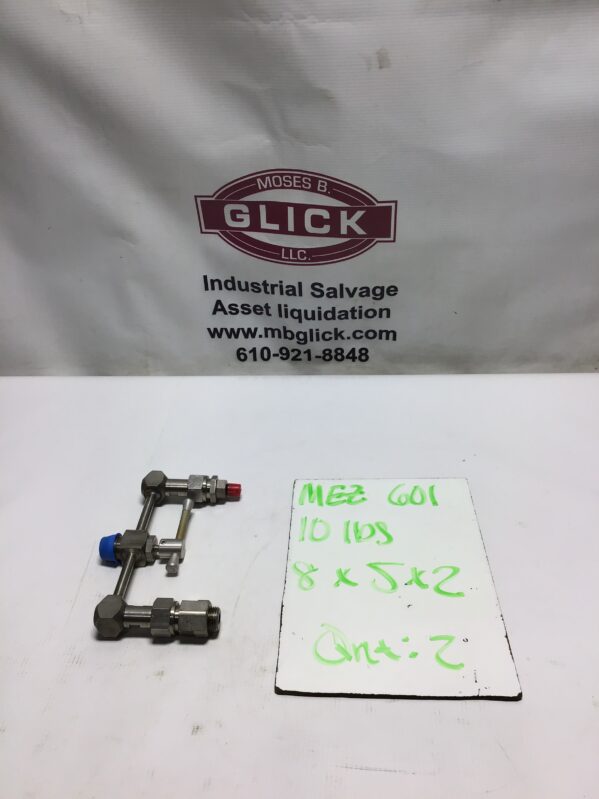 MOSES B.
GLICK
LLC.
Industrial Salvage
Asset liquidation
www.mbglick.com
610-921-8848
MEZ 601
10 lbs
8 x 5 x 2
Qnt: 2